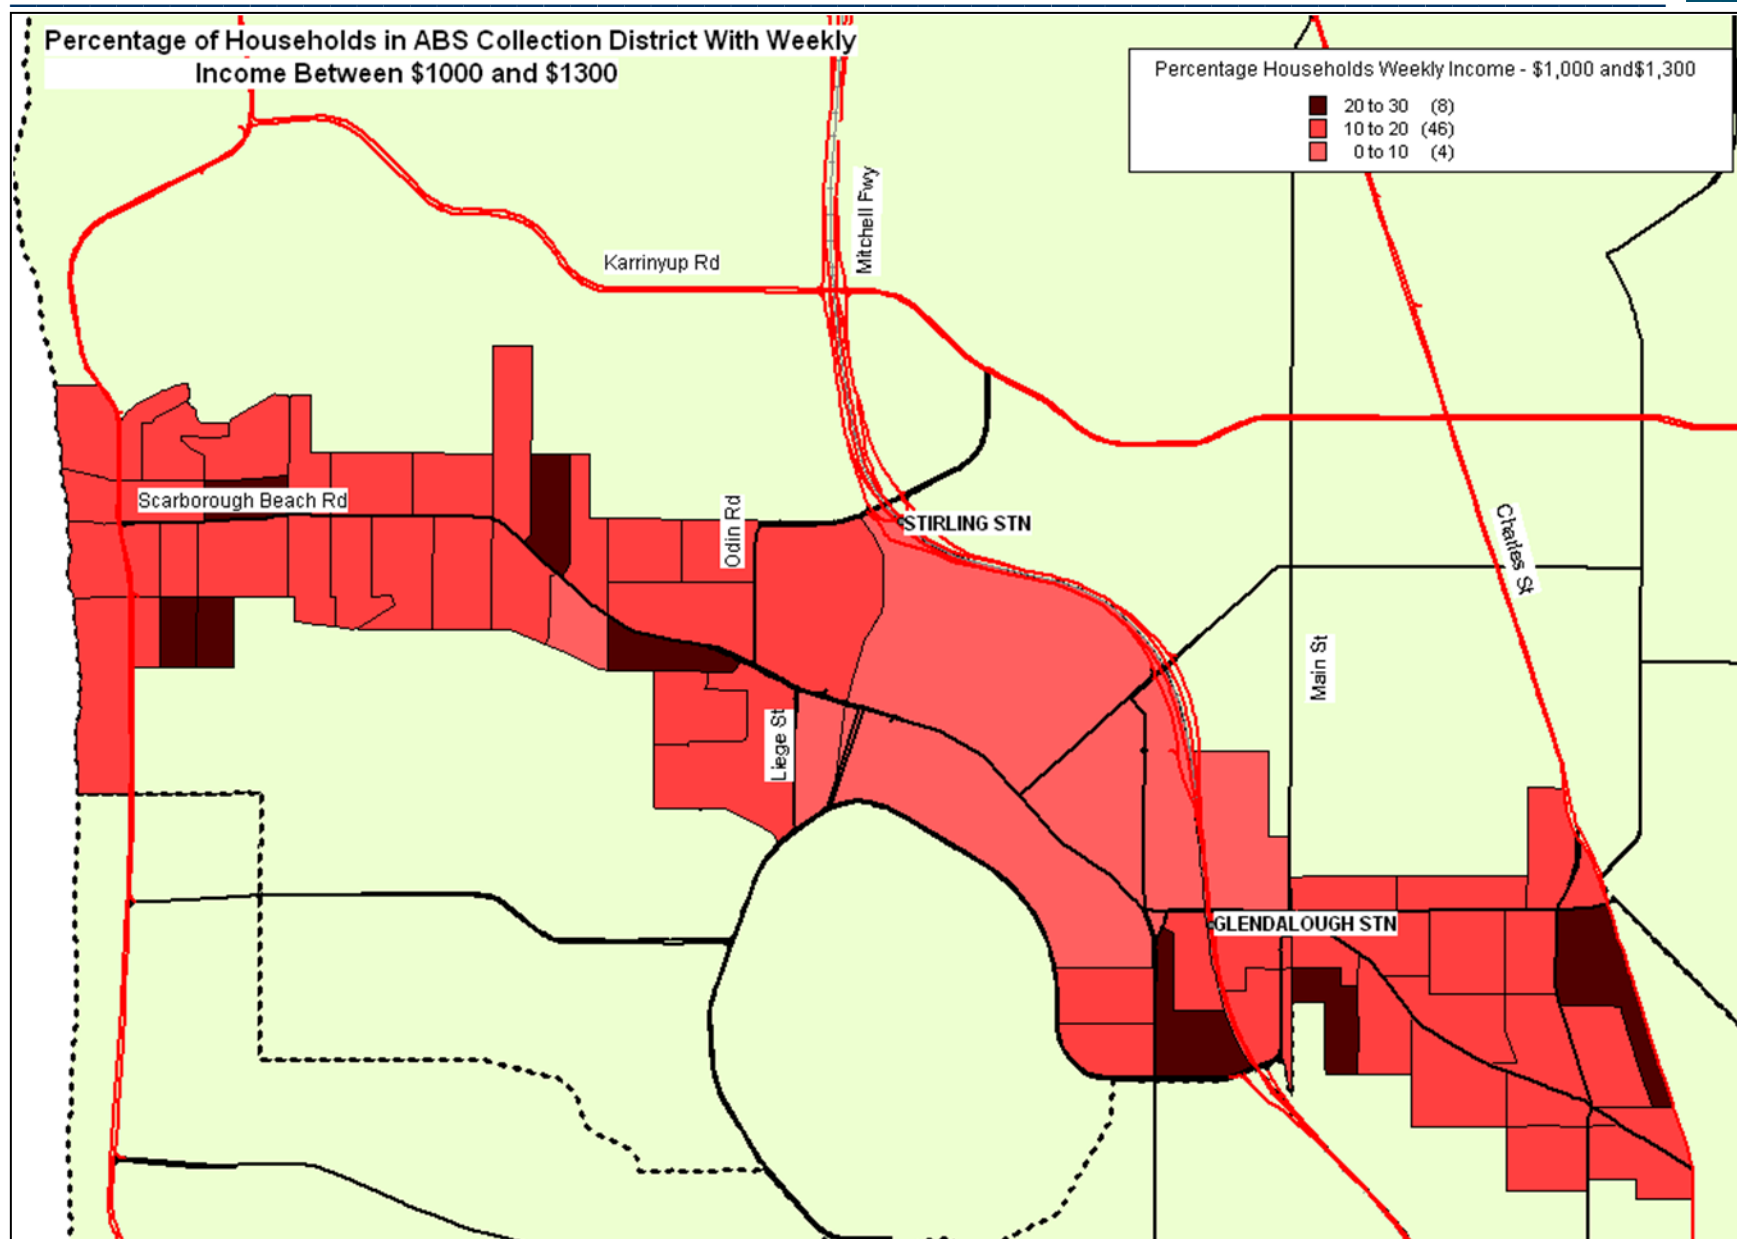 Percentage of Households in ABS Collection District With Weekly
Income Between $1000 and $1300
Percentage Households Weekly Income - $1,000 and$1,300
20 to 30 (8)
10 to 20 (46)
0 to 10 (4)
Mitchell Fwy
Karrinyup Rd
Scarborough Beach Rd
Odin Rd
STIRLING STN
Charles St
Main St
Liege St
GLENDALOUGH STN